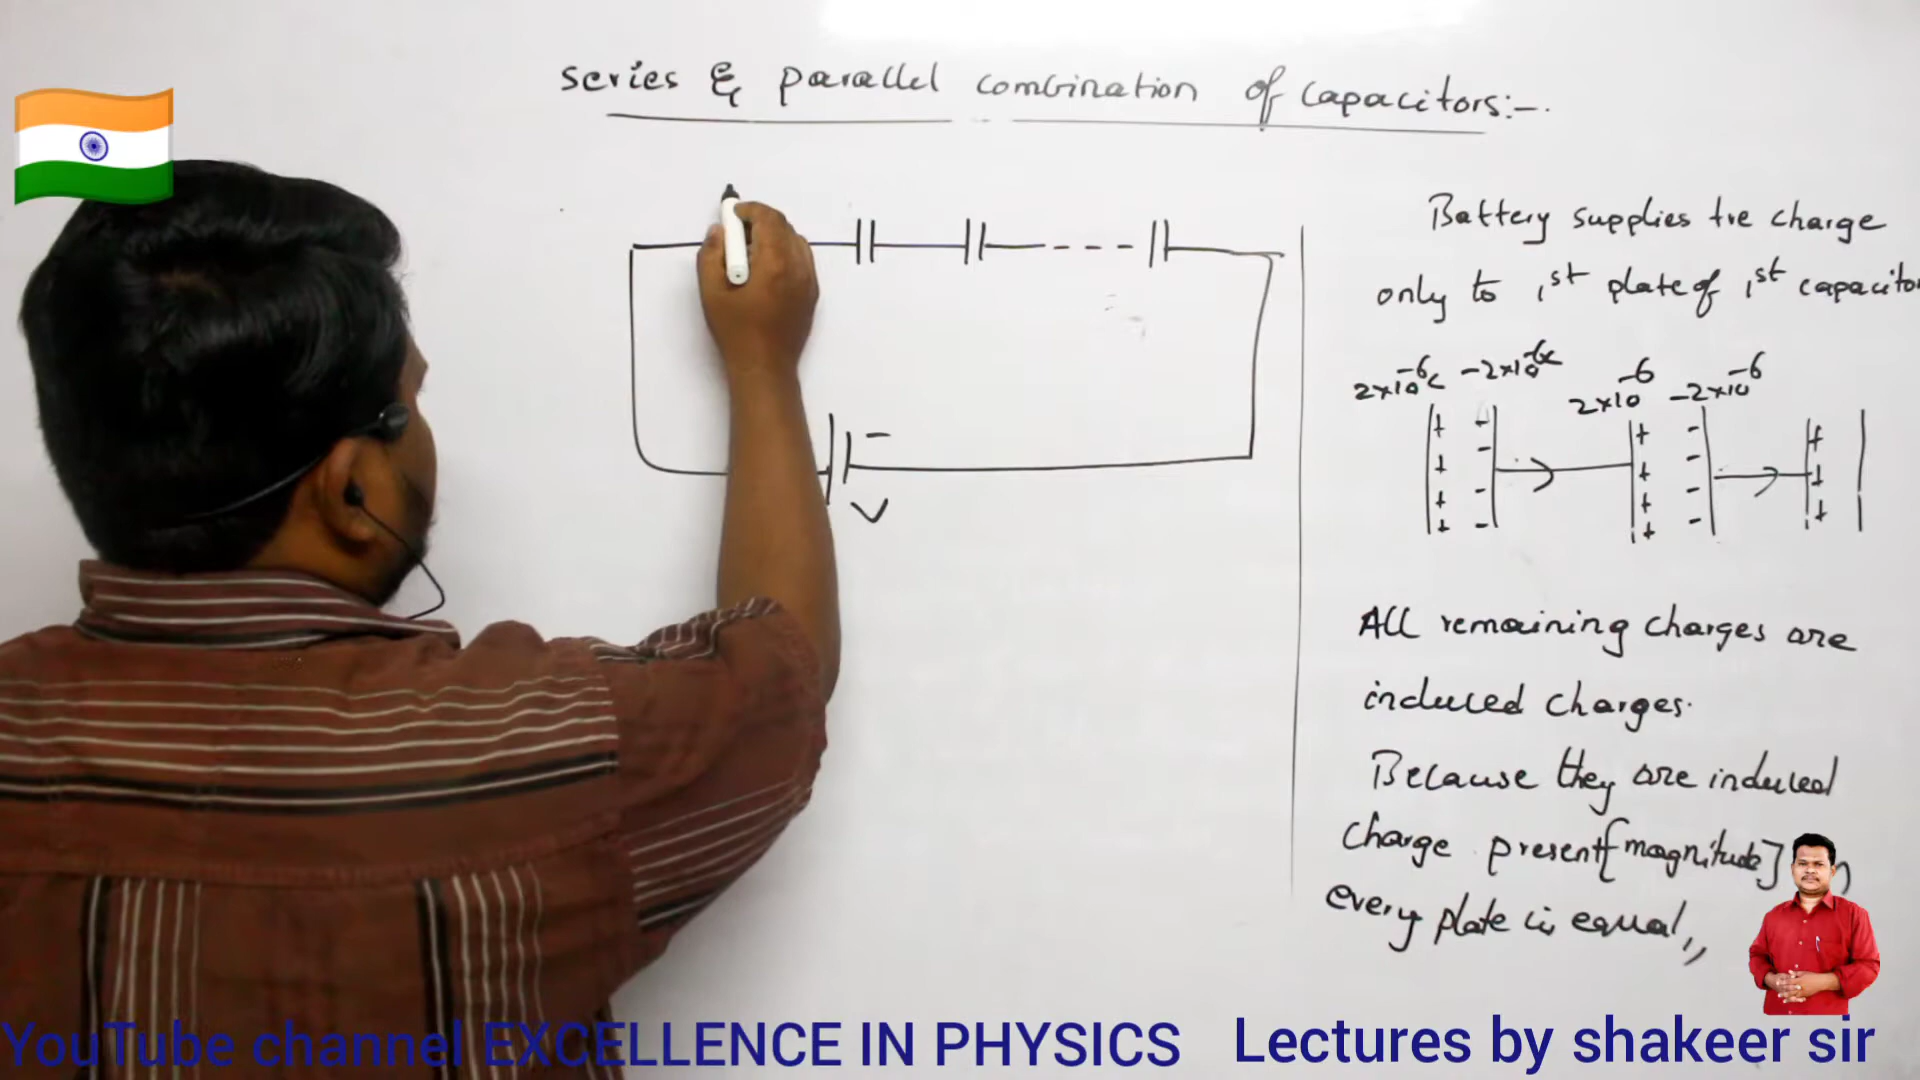 series & parallel combination of capacitors:-.
Battery supplies +ve charge
only to 1st plate of 1st capacitor
2×10⁻⁶c -2×10⁻⁶c 2×10⁻⁶ -2×10⁻⁶
+ - + - +
+ - + - +
+ - + - +
+ - +
-
V
All remaining charges are
induced charges.
Because they are induced
charge present[magnitude]
every plate is equal,,
YouTube channel EXCELLENCE IN PHYSICS
Lectures by shakeer sir